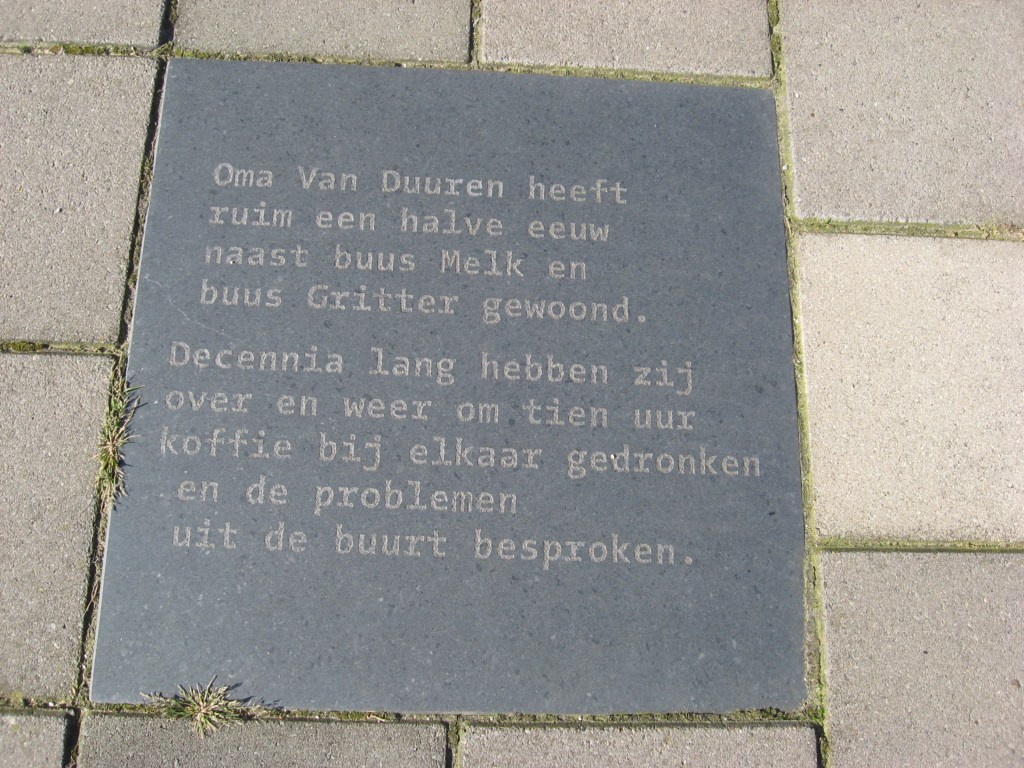 Oma Van Duuren heeft
ruim een halve eeuw
naast buus Melk en
buus Gritter gewoond.
Decennia lang hebben zij
over en weer om tien uur
koffie bij elkaar gedronken
en de problemen
uit de buurt besproken.